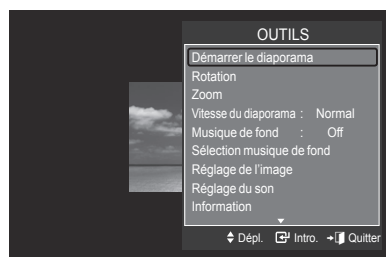 OUTILS
Démarrer le diaporama
Rotation
Zoom
Vitesse du diaporama : Normal
Musique de fond : Off
Sélection musique de fond
Réglage de l'image
Réglage du son
Information
Dépl. Intro. Quitter